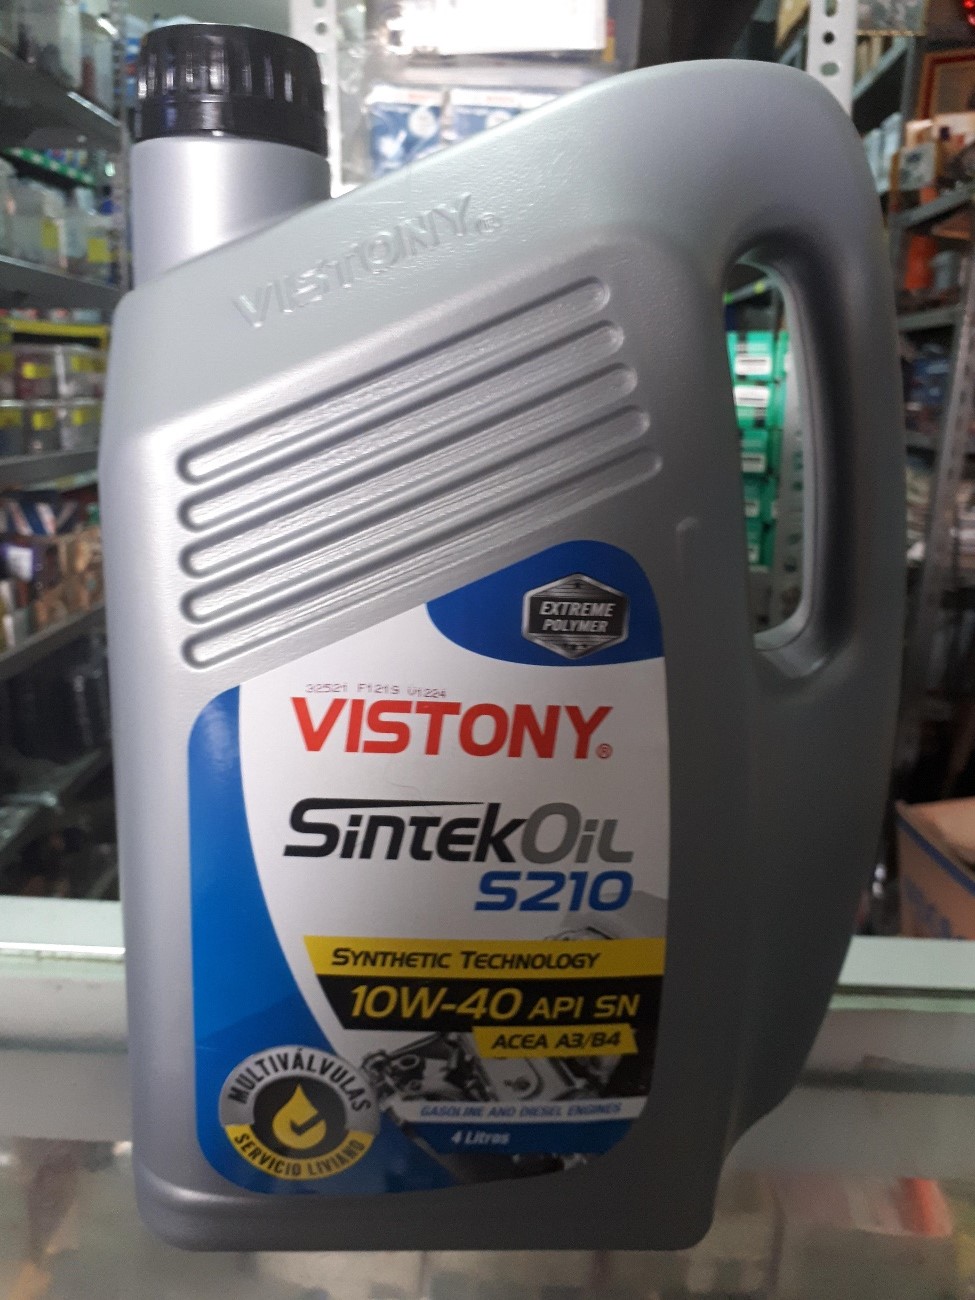 VISTONY®
EXTREME
POLYMER
32521 F1219 V1224
VISTONY®
SintekOil
S210
SYNTHETIC TECHNOLOGY
10W-40 API SN
ACEA A3/B4
MULTIVÁLVULAS
SERVICIO LIVIANO
GASOLINE AND DIESEL ENGINES
4 Litros